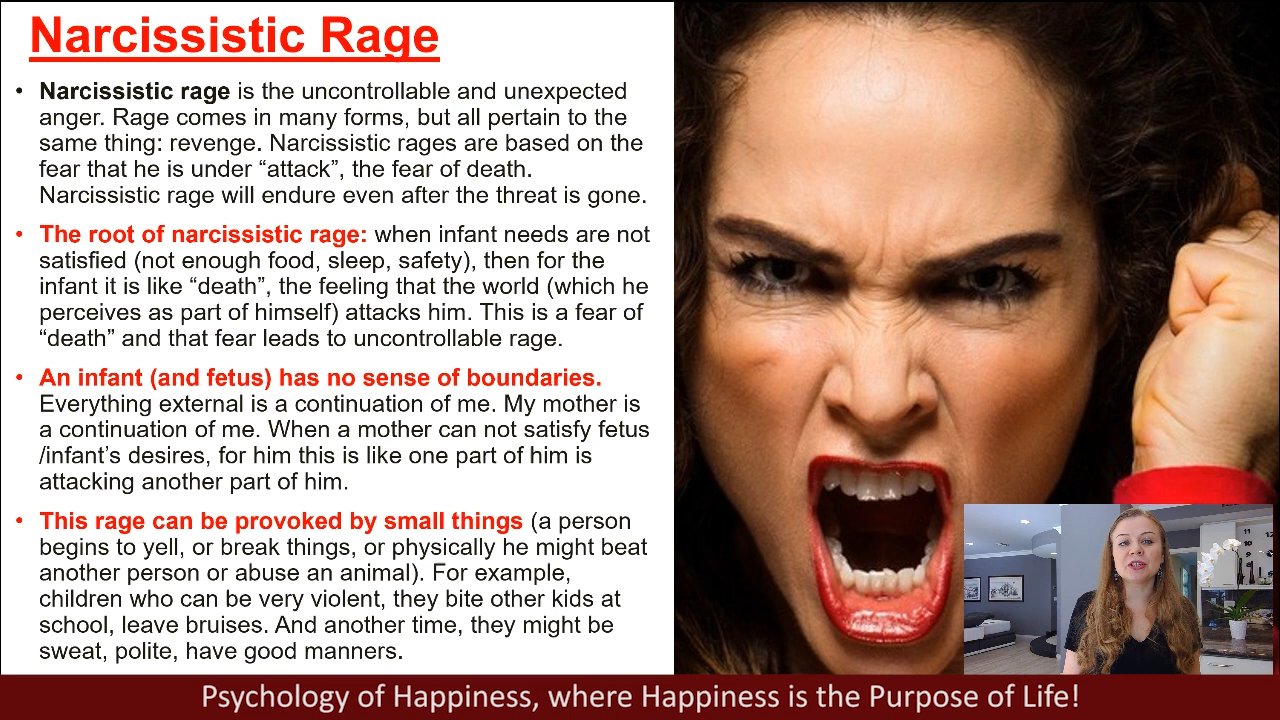 Narcissistic Rage
• Narcissistic rage is the uncontrollable and unexpected
anger. Rage comes in many forms, but all pertain to the
same thing: revenge. Narcissistic rages are based on the
fear that he is under “attack”, the fear of death.
Narcissistic rage will endure even after the threat is gone.
• The root of narcissistic rage: when infant needs are not
satisfied (not enough food, sleep, safety), then for the
infant it is like “death”, the feeling that the world (which he
perceives as part of himself) attacks him. This is a fear of
“death” and that fear leads to uncontrollable rage.
• An infant (and fetus) has no sense of boundaries.
Everything external is a continuation of me. My mother is
a continuation of me. When a mother can not satisfy fetus
/infant’s desires, for him this is like one part of him is
attacking another part of him.
• This rage can be provoked by small things (a person
begins to yell, or break things, or physically he might beat
another person or abuse an animal). For example,
children who can be very violent, they bite other kids at
school, leave bruises. And another time, they might be
sweat, polite, have good manners.
Psychology of Happiness, where Happiness is the Purpose of Life!